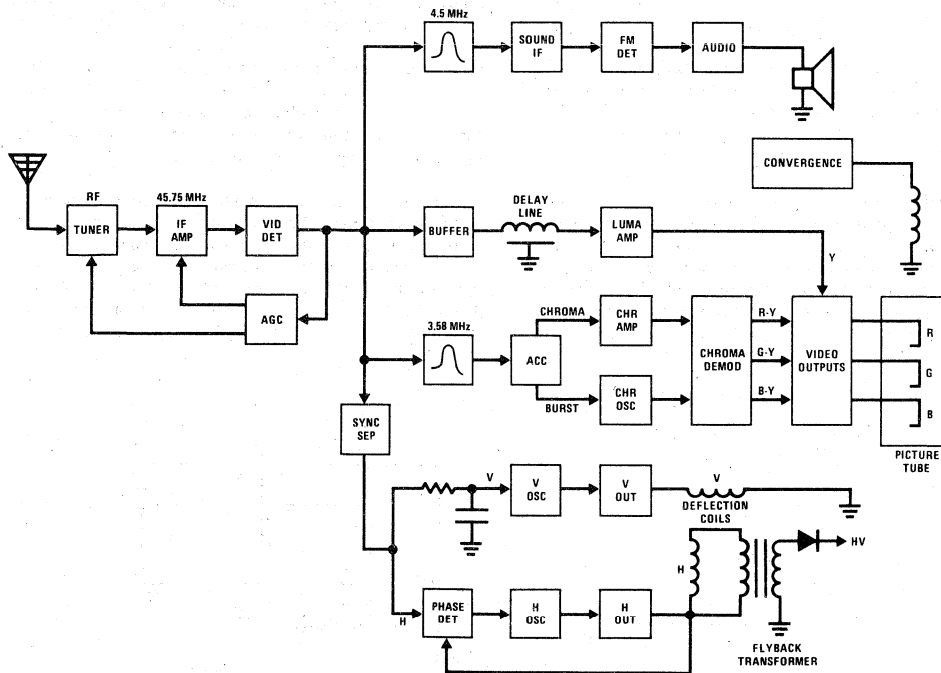 4.5 MHz
SOUND
IF
FM
DET
AUDIO
CONVERGENCE
RF
TUNER
45.75 MHz
IF
AMP
VID
DET
AGC
BUFFER
DELAY
LINE
LUMA
AMP
Y
3.58 MHz
ACC
CHROMA
BURST
CHR
AMP
CHR
OSC
CHROMA
DEMOD
R-Y
G-Y
B-Y
VIDEO
OUTPUTS
R
G
B
PICTURE
TUBE
SYNC
SEP
V
V
OSC
V
OUT
V
DEFLECTION
COILS
H
HV
H
PHASE
DET
H
OSC
H
OUT
FLYBACK
TRANSFORMER